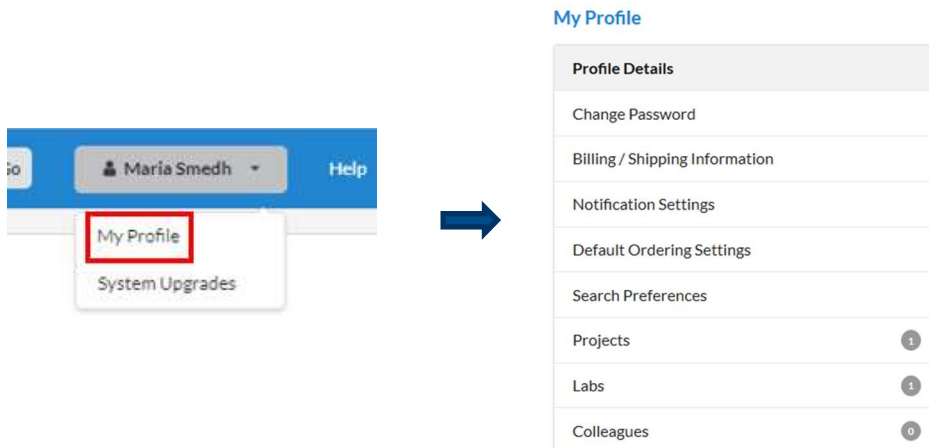 Maria Smedh
Help
My Profile
System Upgrades
My Profile
Profile Details
Change Password
Billing / Shipping Information
Notification Settings
Default Ordering Settings
Search Preferences
Projects 1
Labs 1
Colleagues 0